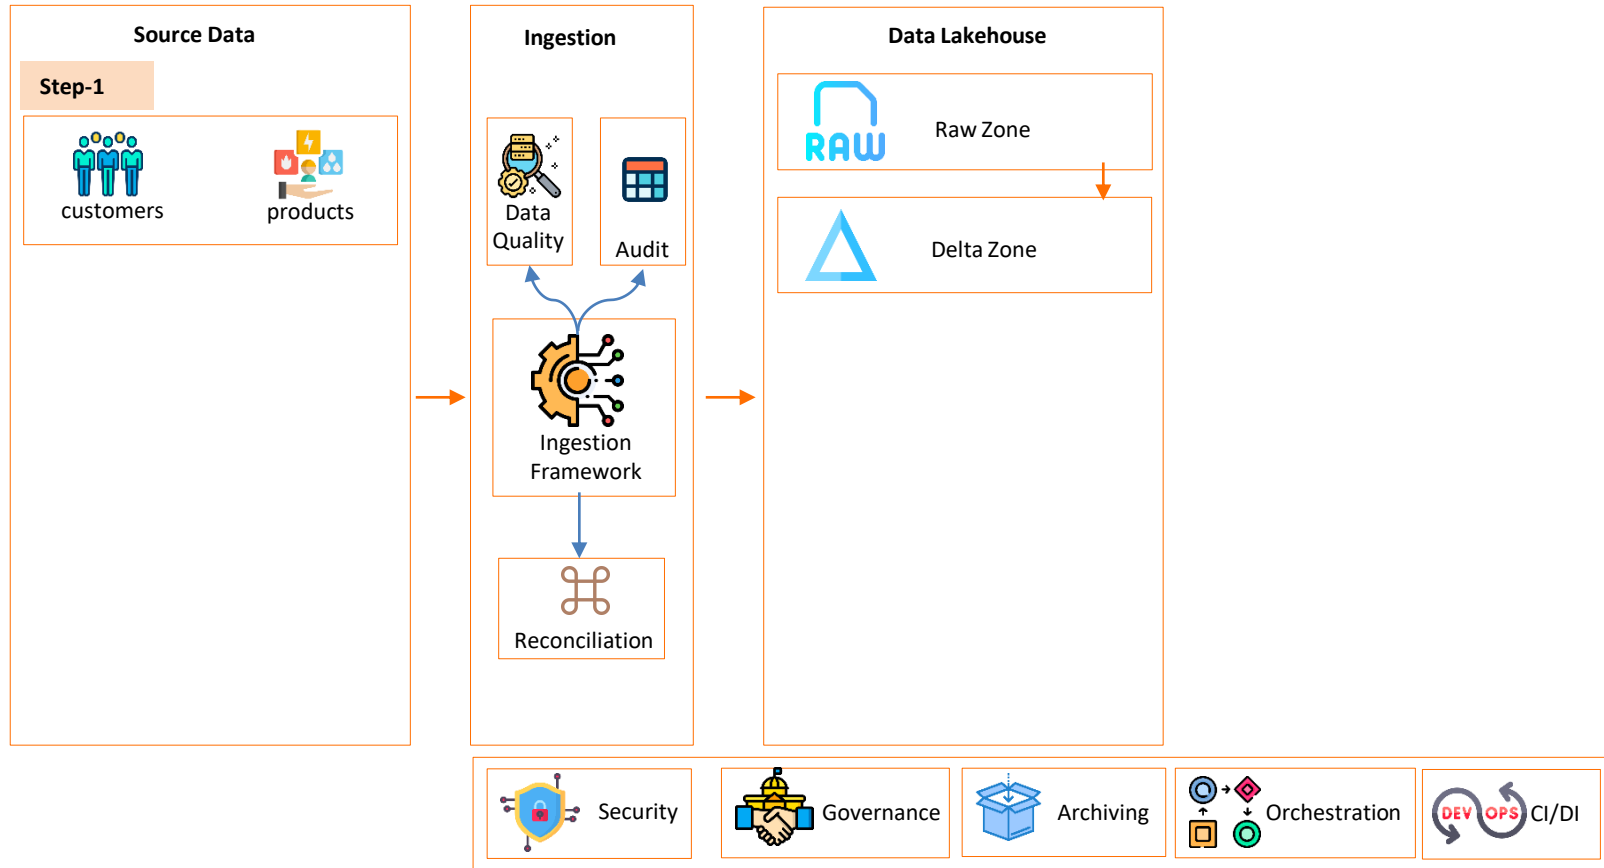 Source Data
Step-1
customers
products
Ingestion
Data
Quality
Audit
Ingestion
Framework
Reconciliation
Data Lakehouse
RAW
Raw Zone
Delta Zone
Security
Governance
Archiving
Orchestration
DEV OPS
CI/DI